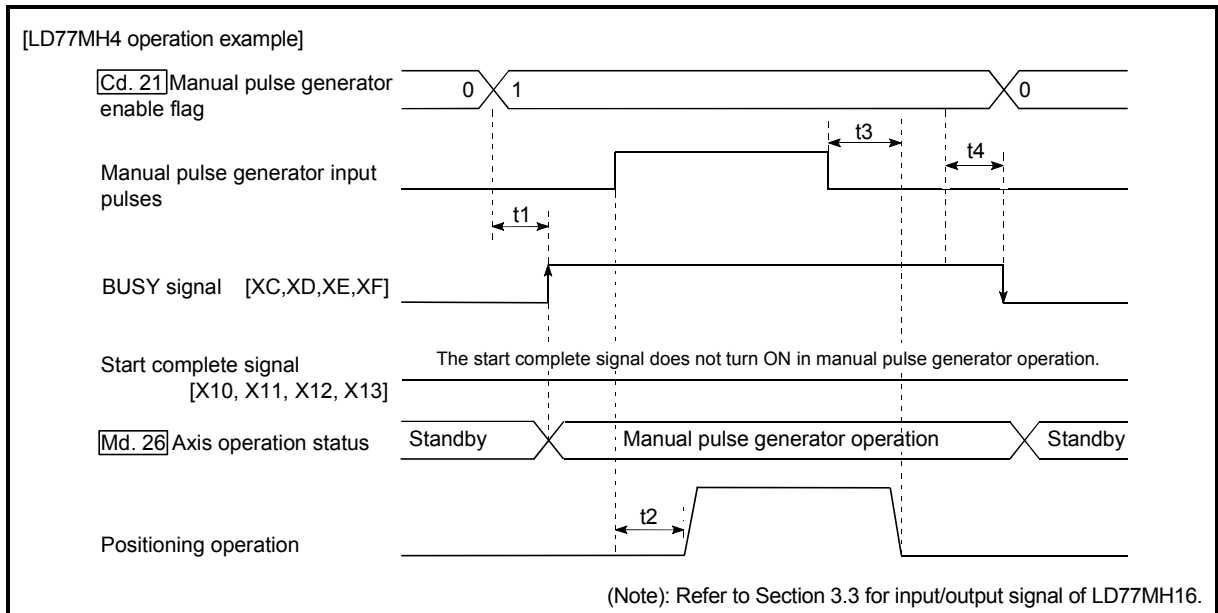 [LD77MH4 operation example]
Cd. 21 Manual pulse generator
enable flag
0 1 0
t3
t4
Manual pulse generator input
pulses
t1
BUSY signal [XC,XD,XE,XF]
Start complete signal
[X10, X11, X12, X13]
The start complete signal does not turn ON in manual pulse generator operation.
Md. 26 Axis operation status
Standby Manual pulse generator operation Standby
t2
Positioning operation
(Note): Refer to Section 3.3 for input/output signal of LD77MH16.